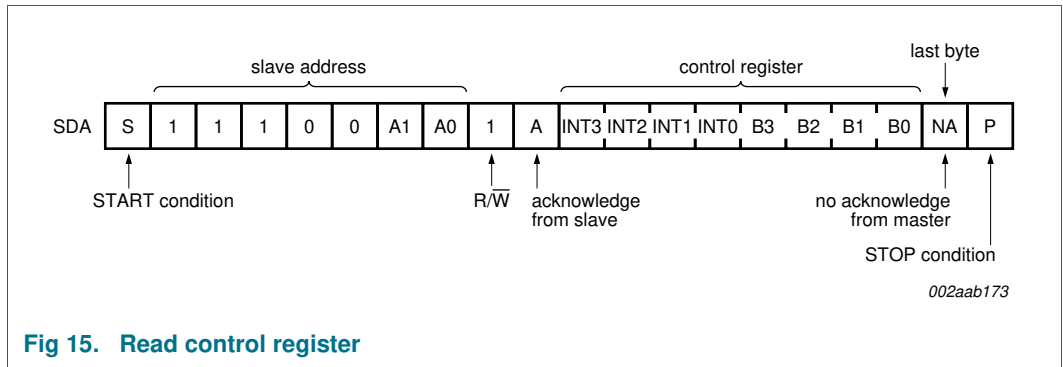 last byte
slave address control register
SDA S 1 1 1 0 0 A1 A0 1 A INT3 INT2 INT1 INT0 B3 B2 B1 B0 NA P
START condition R/W̅ acknowledge no acknowledge
from slave from master
STOP condition
002aab173
Fig 15. Read control register